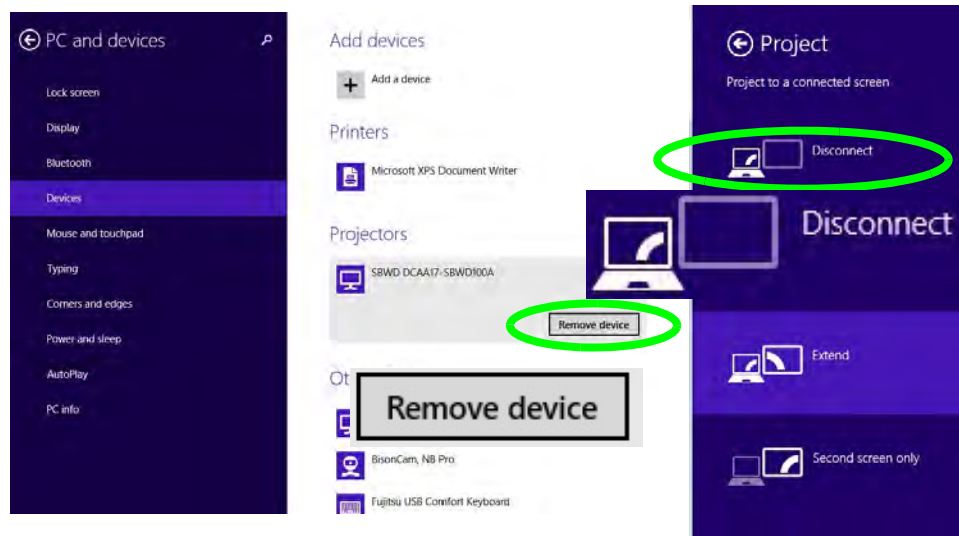 PC and devices
Lock screen
Display
Bluetooth
Devices
Mouse and touchpad
Typing
Corners and edges
Power and sleep
AutoPlay
PC info
Add devices
Add a device
Printers
Microsoft XPS Document Writer
Projectors
SBWD DCAA17-SBWD100A
Remove device
Ot
Remove device
BisonCam, NB Pro
Fujitsu USB Comfort Keyboard
Project
Project to a connected screen
Disconnect
Disconnect
Extend
Second screen only